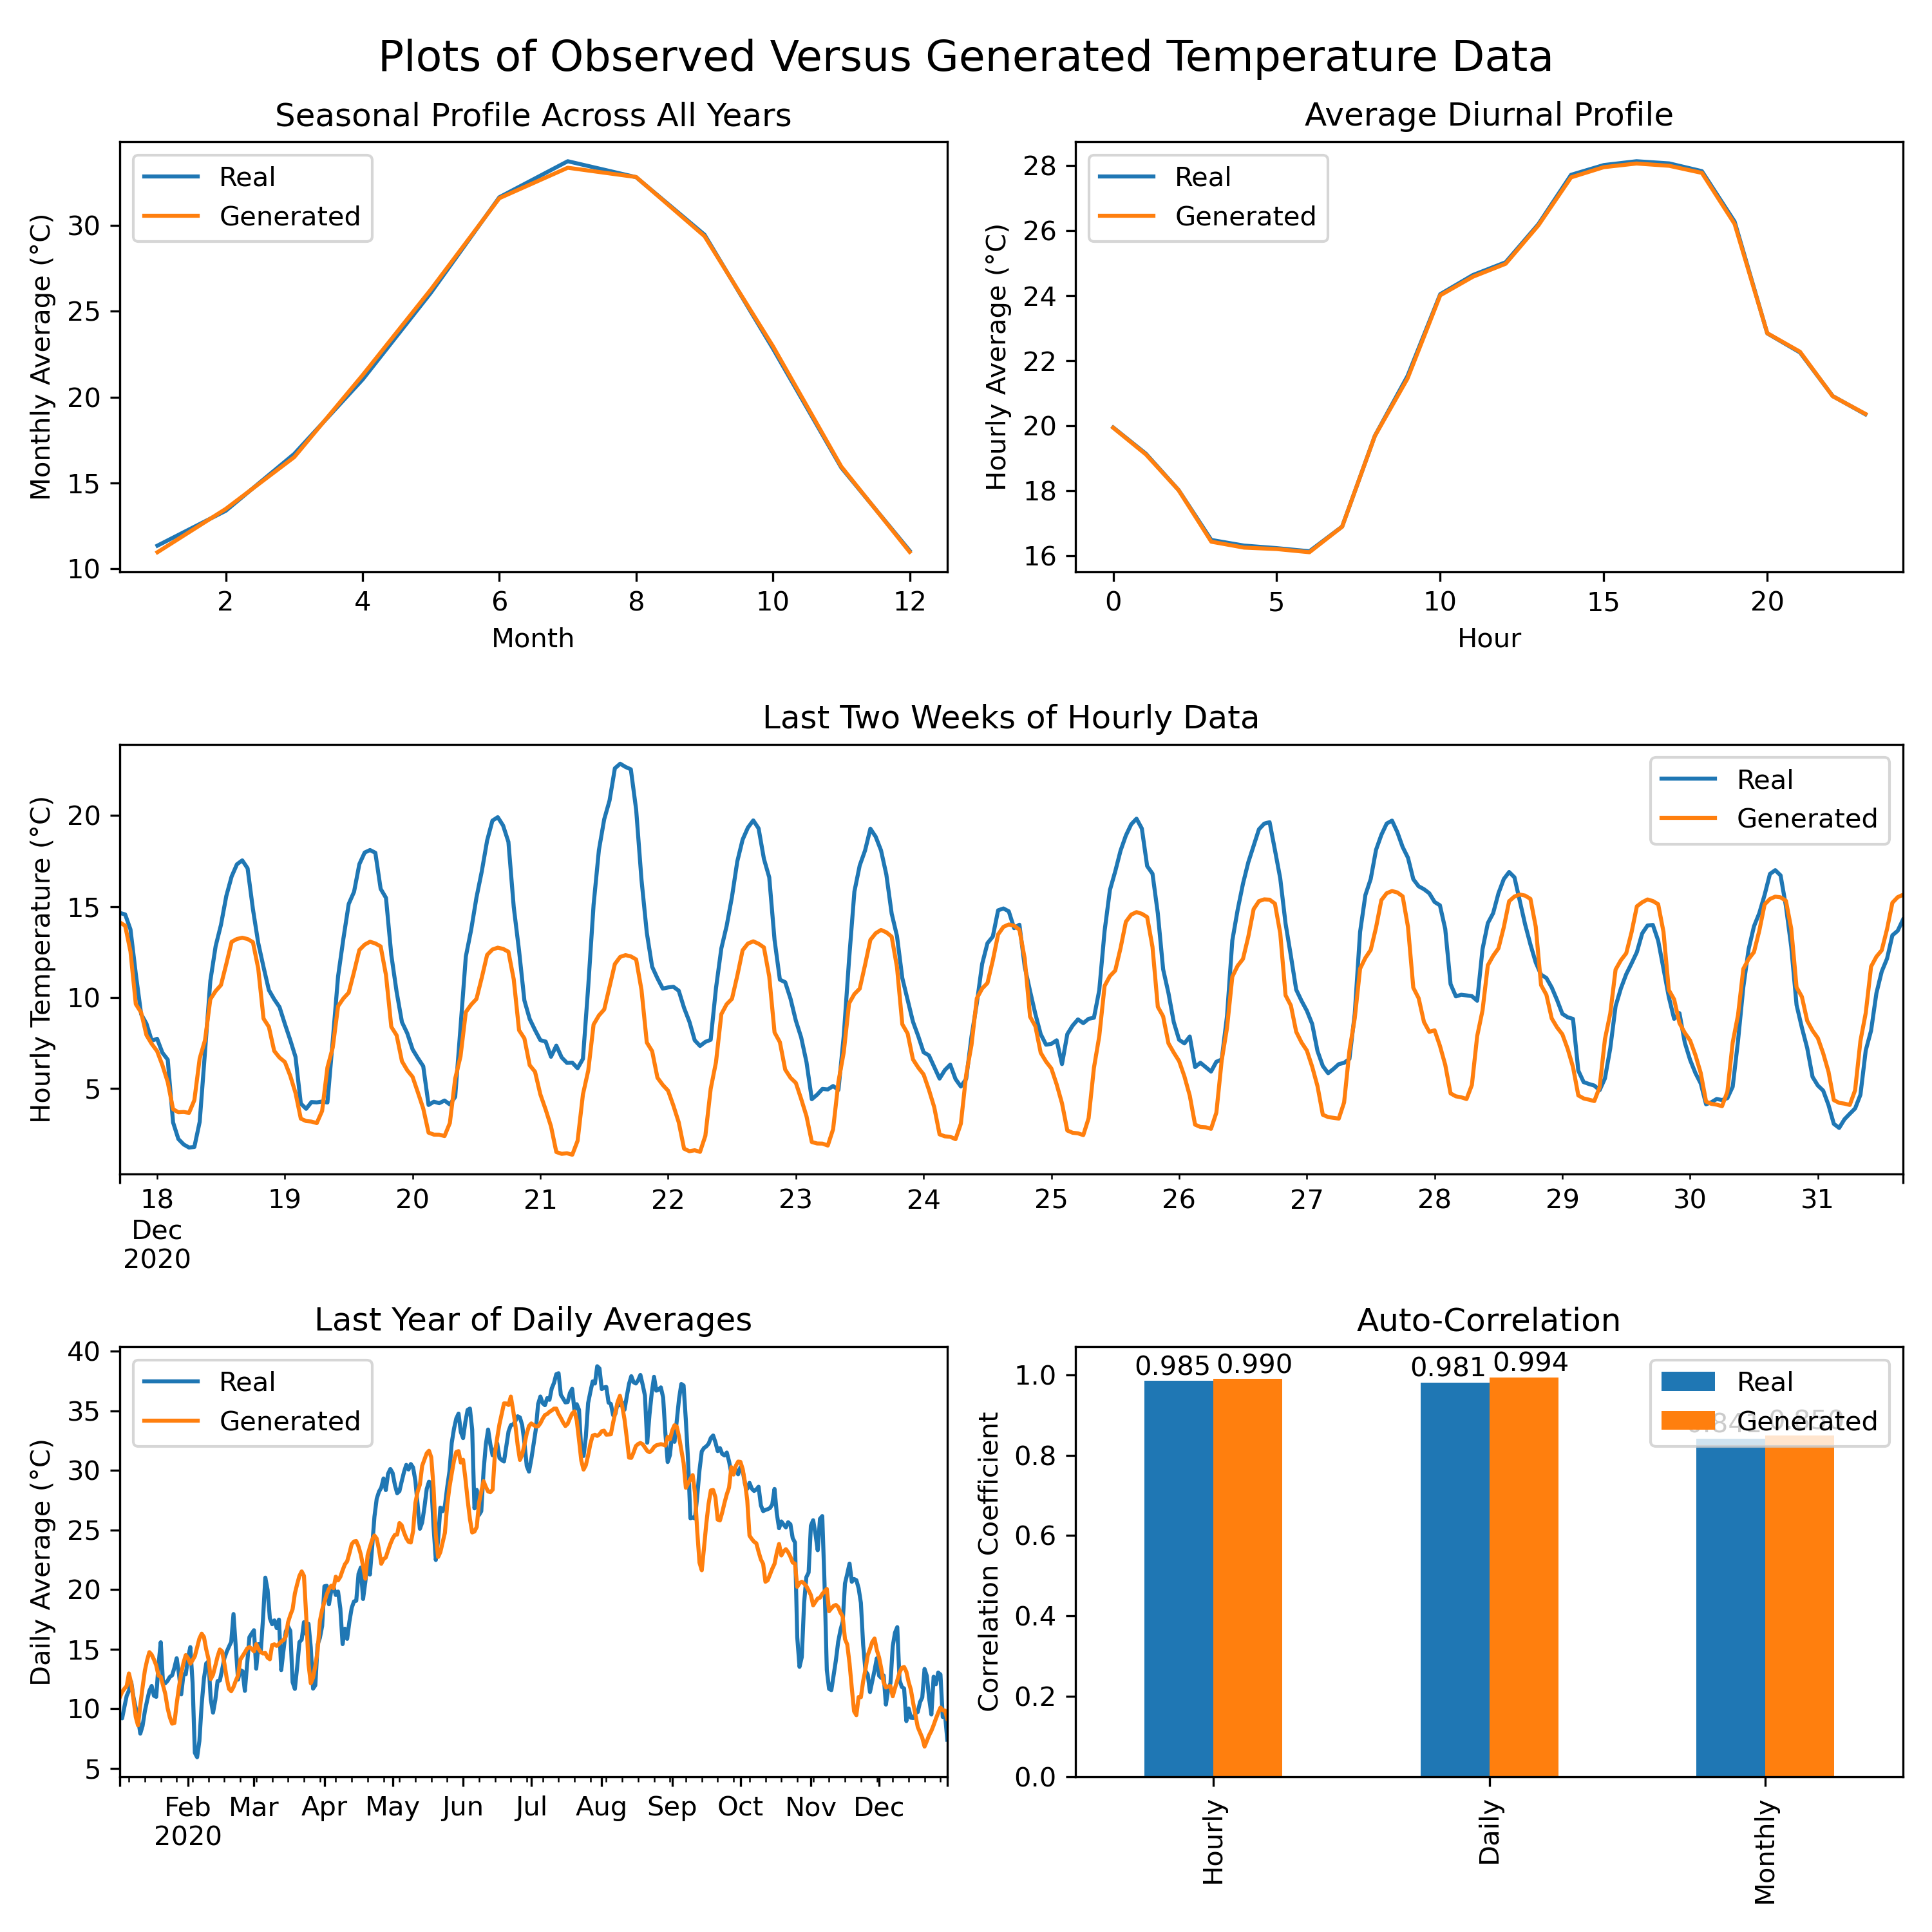 Plots of Observed Versus Generated Temperature Data
Seasonal Profile Across All Years
Monthly Average (°C)
30
25
20
15
10
Real
Generated
2 4 6 8 10 12
Month
Average Diurnal Profile
Hourly Average (°C)
28
26
24
22
20
18
16
Real
Generated
0 5 10 15 20
Hour
Last Two Weeks of Hourly Data
Hourly Temperature (°C)
20
15
10
5
Real
Generated
18 19 20 21 22 23 24 25 26 27 28 29 30 31
Dec
2020
Last Year of Daily Averages
Daily Average (°C)
40
35
30
25
20
15
10
5
Real
Generated
Feb Mar Apr May Jun Jul Aug Sep Oct Nov Dec
2020
Auto-Correlation
Correlation Coefficient
1.0
0.8
0.6
0.4
0.2
0.0
0.985 0.990 0.981 0.994
Real
Generated
Hourly
Daily
Monthly